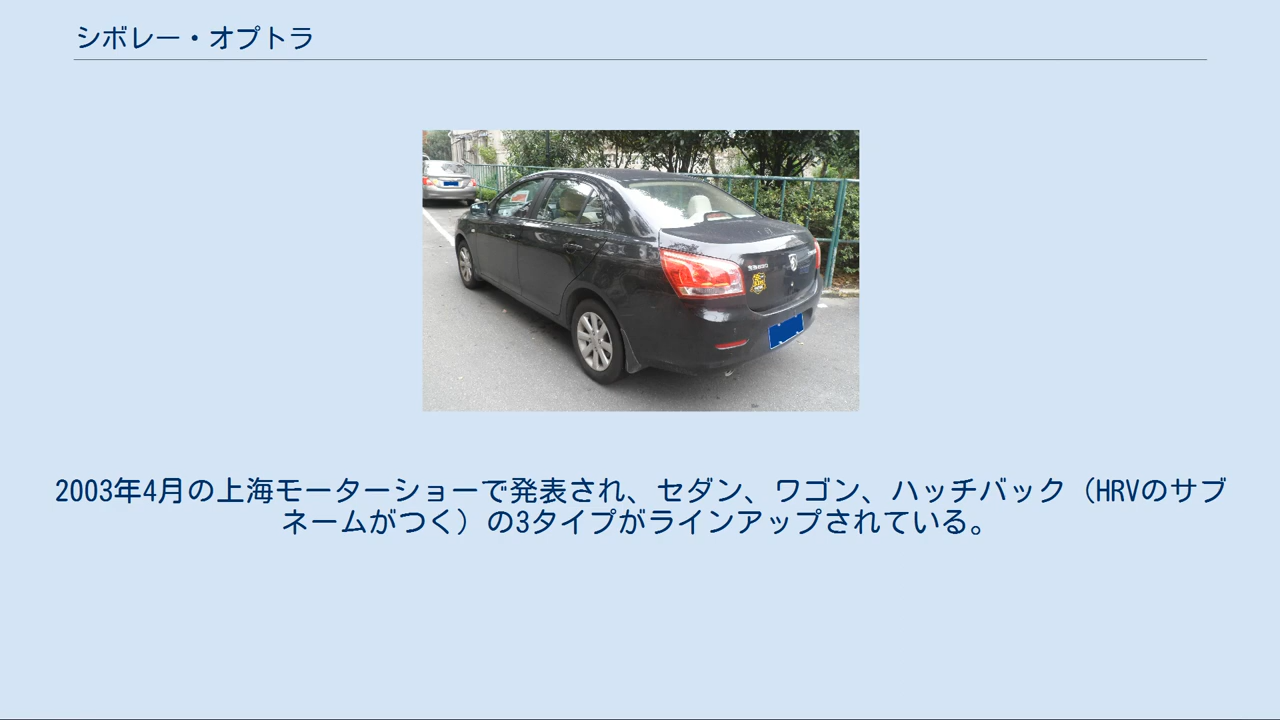 シボレー・オプトラ
2003年4月の上海モーターショーで発表され、セダン、ワゴン、ハッチバック（HRVのサブ
ネームがつく）の3タイプがラインアップされている。